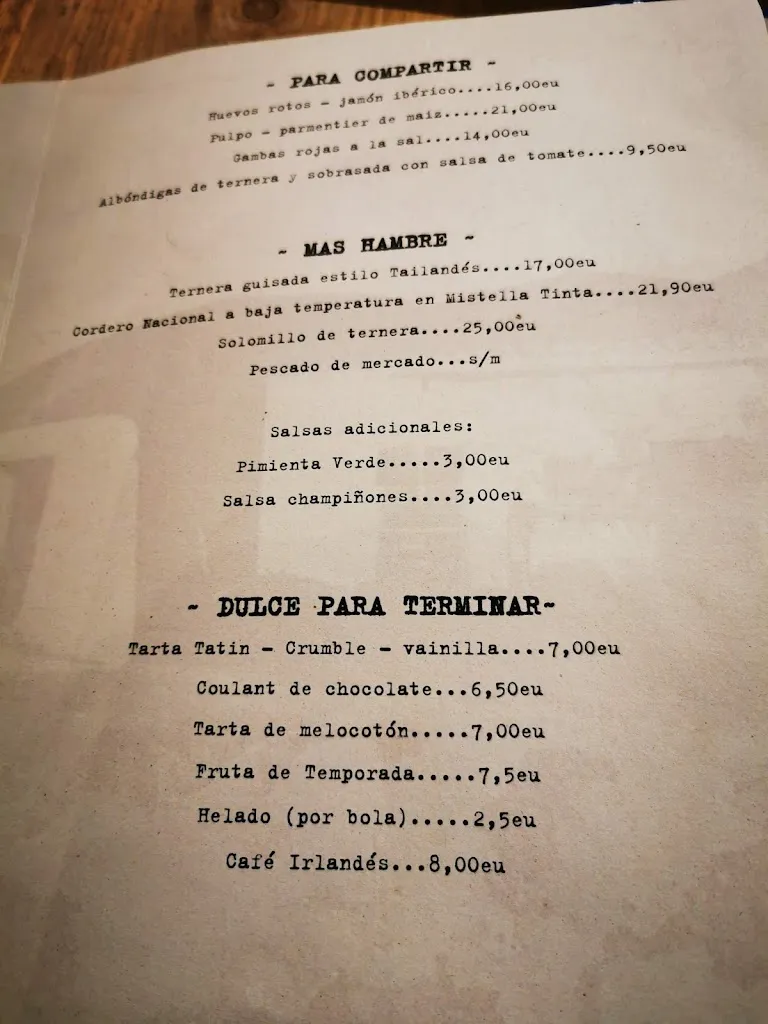 ~ PARA COMPARTIR ~
Huevos rotos - jamón ibérico....16,00eu
Pulpo - parmentier de maiz.....21,00eu
Gambas rojas a la sal....14,00eu
Albóndigas de ternera y sobrasada con salsa de tomate....9,50eu
~ MAS HAMBRE ~
Ternera guisada estilo Tailandés....17,00eu
Cordero Nacional a baja temperatura en Mistella Tinta....21,90eu
Solomillo de ternera....25,00eu
Pescado de mercado...s/m
Salsas adicionales:
Pimienta Verde.....3,00eu
Salsa champiñones....3,00eu
~ DULCE PARA TERMINAR~
Tarta Tatin - Crumble - vainilla....7,00eu
Coulant de chocolate...6,50eu
Tarta de melocotón.....7,00eu
Fruta de Temporada.....7,5eu
Helado (por bola).....2,5eu
Café Irlandés...8,00eu